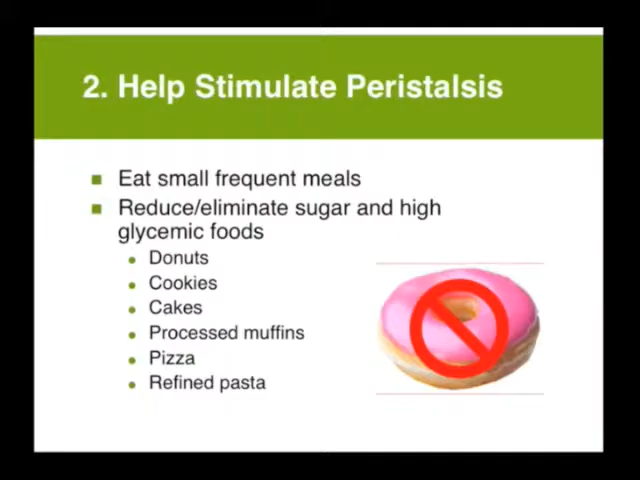 2. Help Stimulate Peristalsis
Eat small frequent meals
Reduce/eliminate sugar and high
glycemic foods
Donuts
Cookies
Cakes
Processed muffins
Pizza
Refined pasta